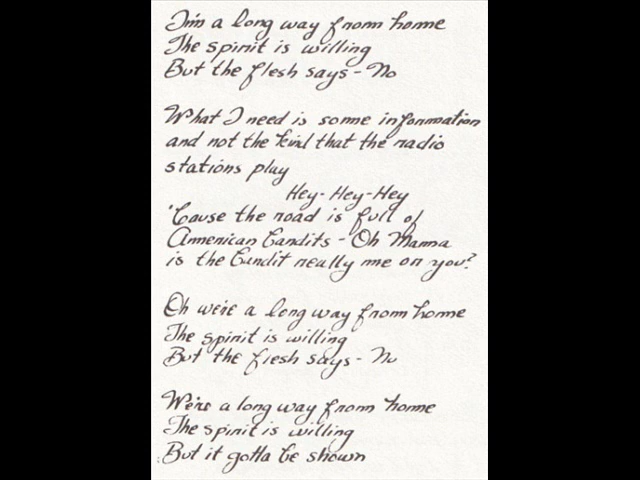 I'm a long way from home
The spirit is willing
But the flesh says - No
What I need is some information
and not the kind that the radio
stations play
Hey - Hey - Hey
'Cause the road is full of
American Bandits - Oh Mama
is the Bandit really me or you?
Oh we're a long way from home
The spirit is willing
But the flesh says - No
We're a long way from home
The spirit is willing
But it gotta be shown